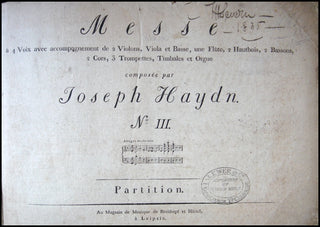 Messe
à 4 Voix avec accompagnement de 2 Violons, Viola et Basse, une Flûte, 2 Hautbois, 2 Bassons,
2 Cors, 3 Trompettes, Timbales et Orgue
composée par
Joseph Haydn.
Nº III.
Partition.
Au Magasin de Musique de Breitkopf et Härtel,
à Leipsic.